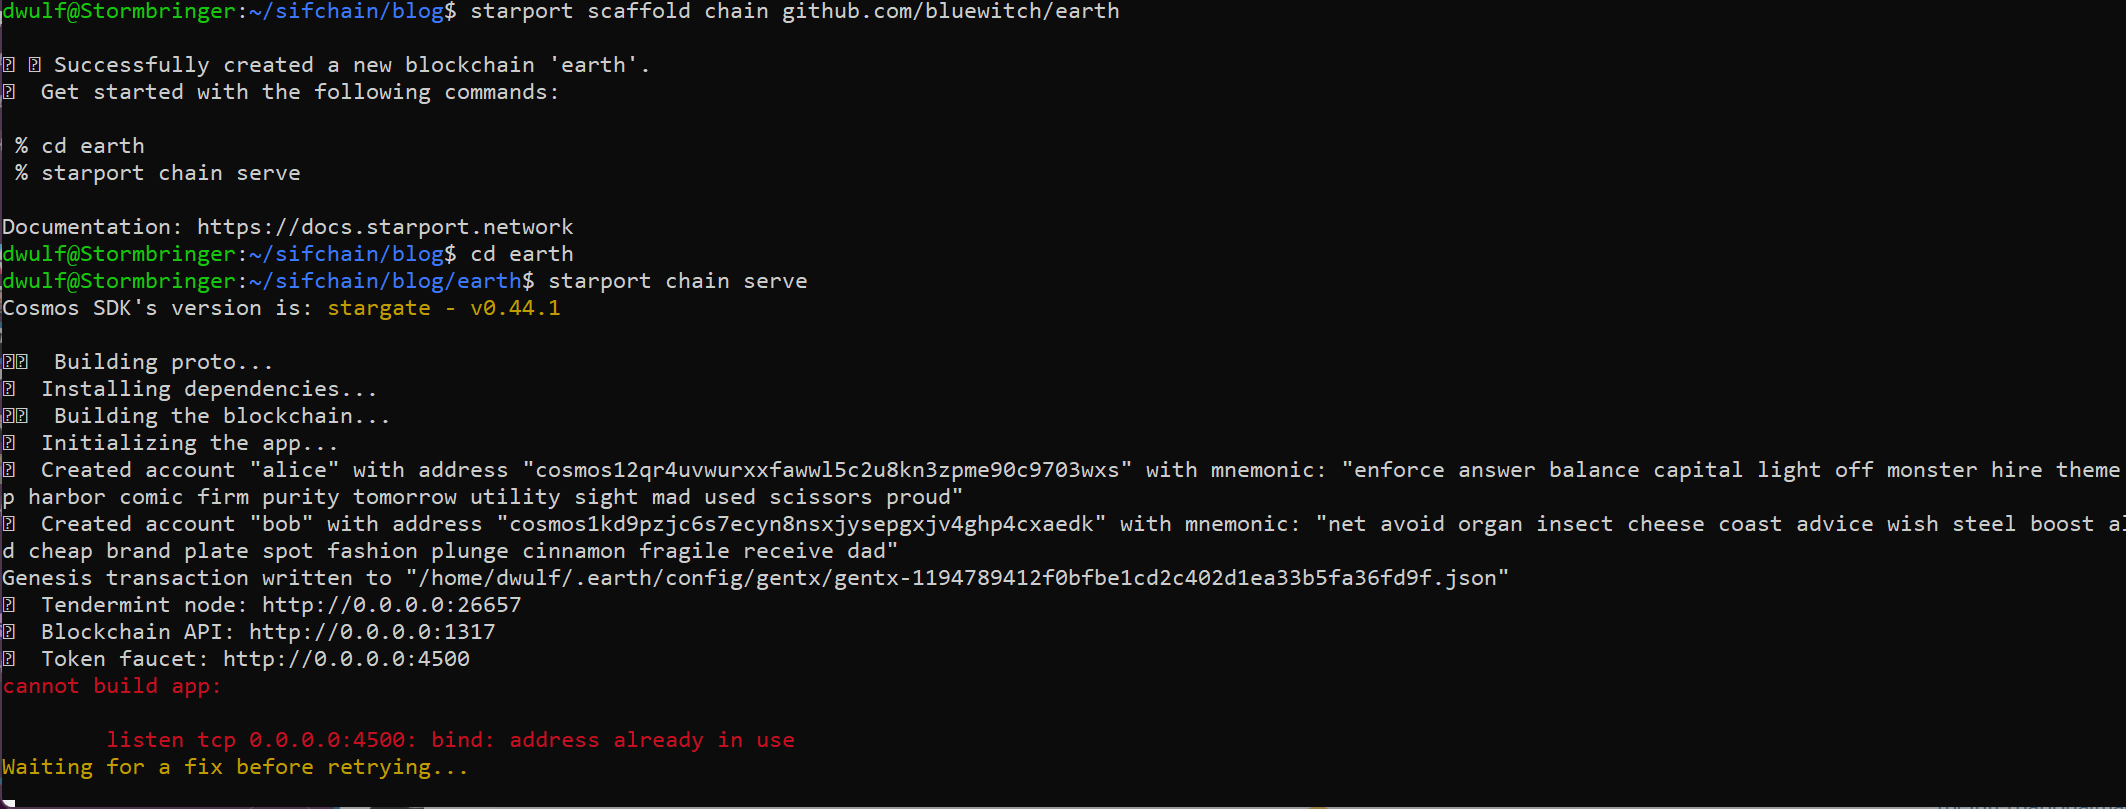 dwulf@Stormbringer:~/sifchain/blog$ starport scaffold chain github.com/bluewitch/earth
Successfully created a new blockchain 'earth'.
Get started with the following commands:
% cd earth
% starport chain serve
Documentation: https://docs.starport.network
dwulf@Stormbringer:~/sifchain/blog$ cd earth
dwulf@Stormbringer:~/sifchain/blog/earth$ starport chain serve
Cosmos SDK's version is: stargate - v0.44.1
Building proto...
Installing dependencies...
Building the blockchain...
Initializing the app...
Created account "alice" with address "cosmos12qr4uvwurxxfawwl5c2u8kn3zpme90c9703wxs" with mnemonic: "enforce answer balance capital light off monster hire theme
p harbor comic firm purity tomorrow utility sight mad used scissors proud"
Created account "bob" with address "cosmos1kd9pzjc6s7ecyn8nsxjysepgxjv4ghp4cxaedk" with mnemonic: "net avoid organ insect cheese coast advice wish steel boost al
d cheap brand plate spot fashion plunge cinnamon fragile receive dad"
Genesis transaction written to "/home/dwulf/.earth/config/gentx/gentx-1194789412f0bfbe1cd2c402d1ea33b5fa36fd9f.json"
Tendermint node: http://0.0.0.0:26657
Blockchain API: http://0.0.0.0:1317
Token faucet: http://0.0.0.0:4500
cannot build app:
listen tcp 0.0.0.0:4500: bind: address already in use
Waiting for a fix before retrying...